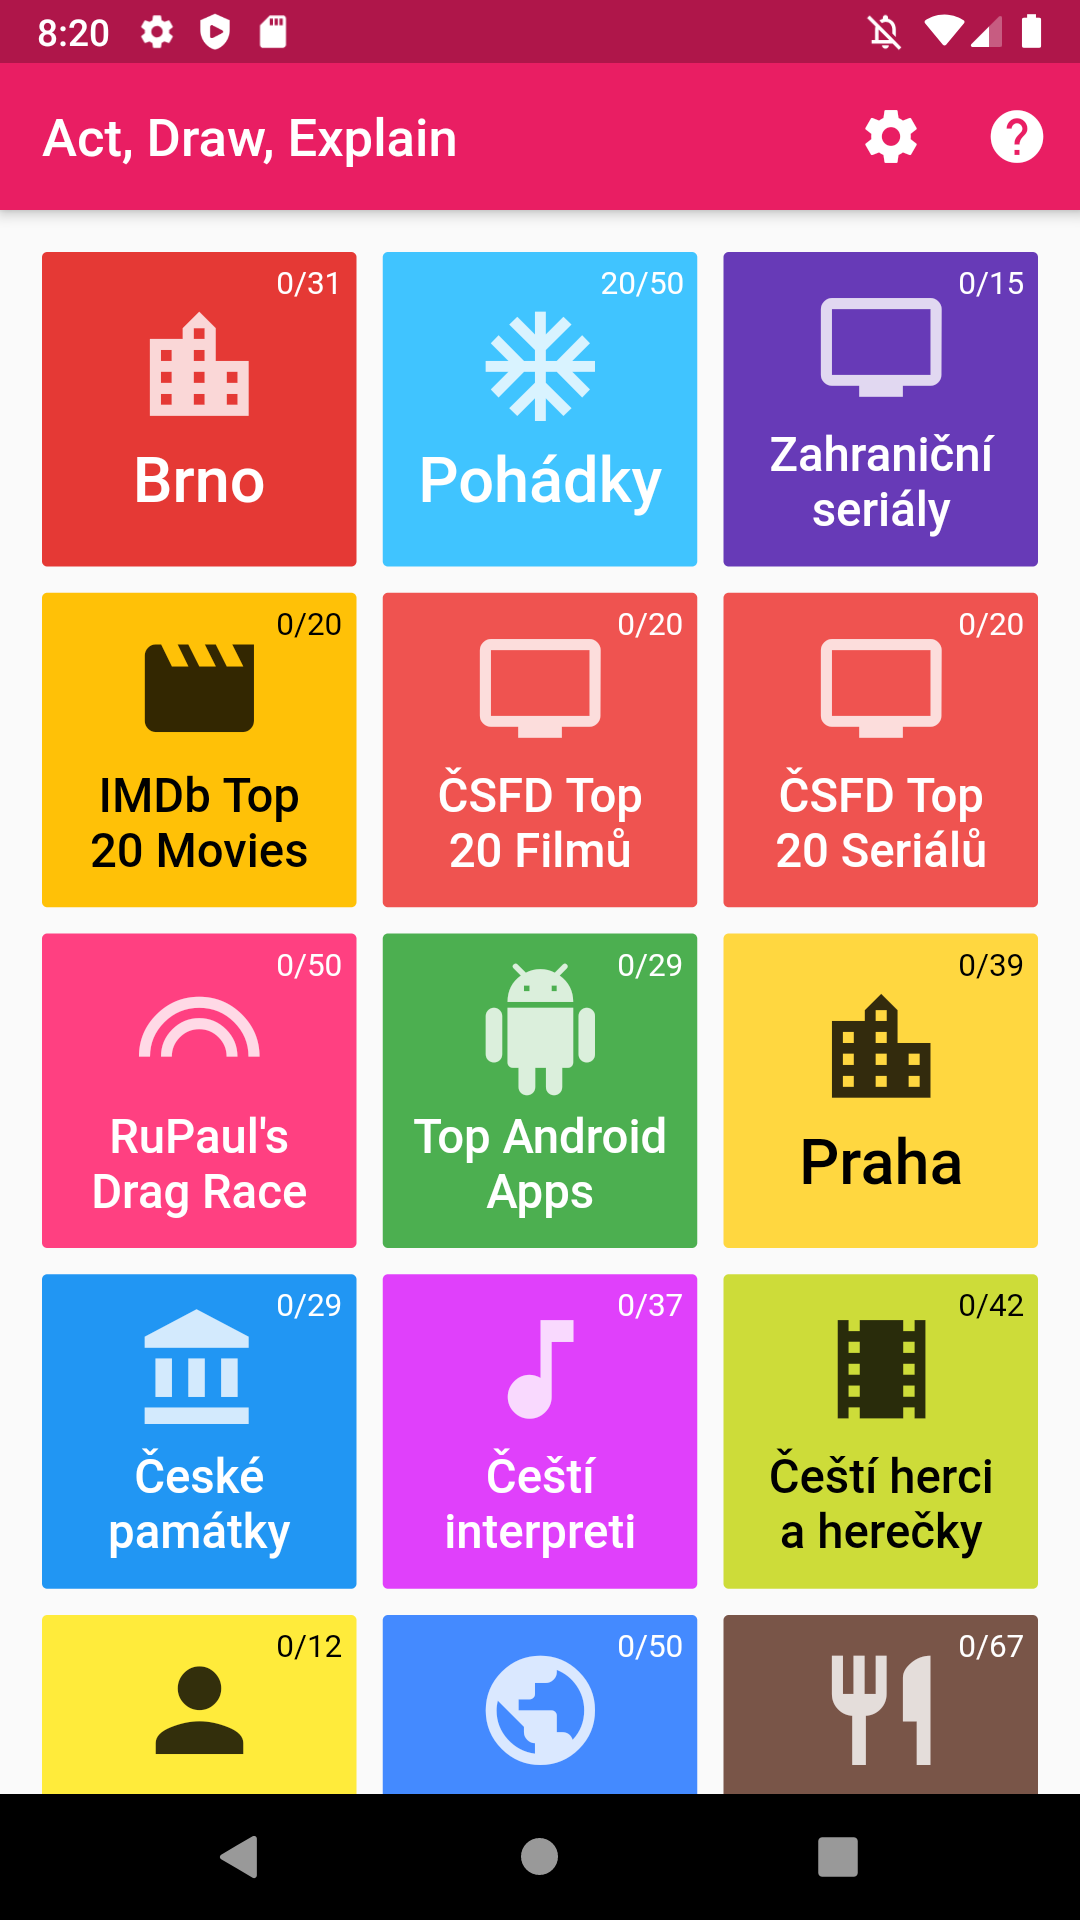 8:20
Act, Draw, Explain
0/31
Brno
20/50
Pohádky
0/15
Zahraniční
seriály
0/20
IMDb Top
20 Movies
0/20
ČSFD Top
20 Filmů
0/20
ČSFD Top
20 Seriálů
0/50
RuPaul's
Drag Race
0/29
Top Android
Apps
0/39
Praha
0/29
České
památky
0/37
Čeští
interpreti
0/42
Čeští herci
a herečky
0/12
0/50
0/67